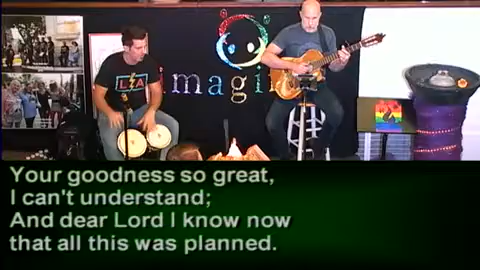 imagi
Your goodness so great,
I can't understand;
And dear Lord I know now
that all this was planned.